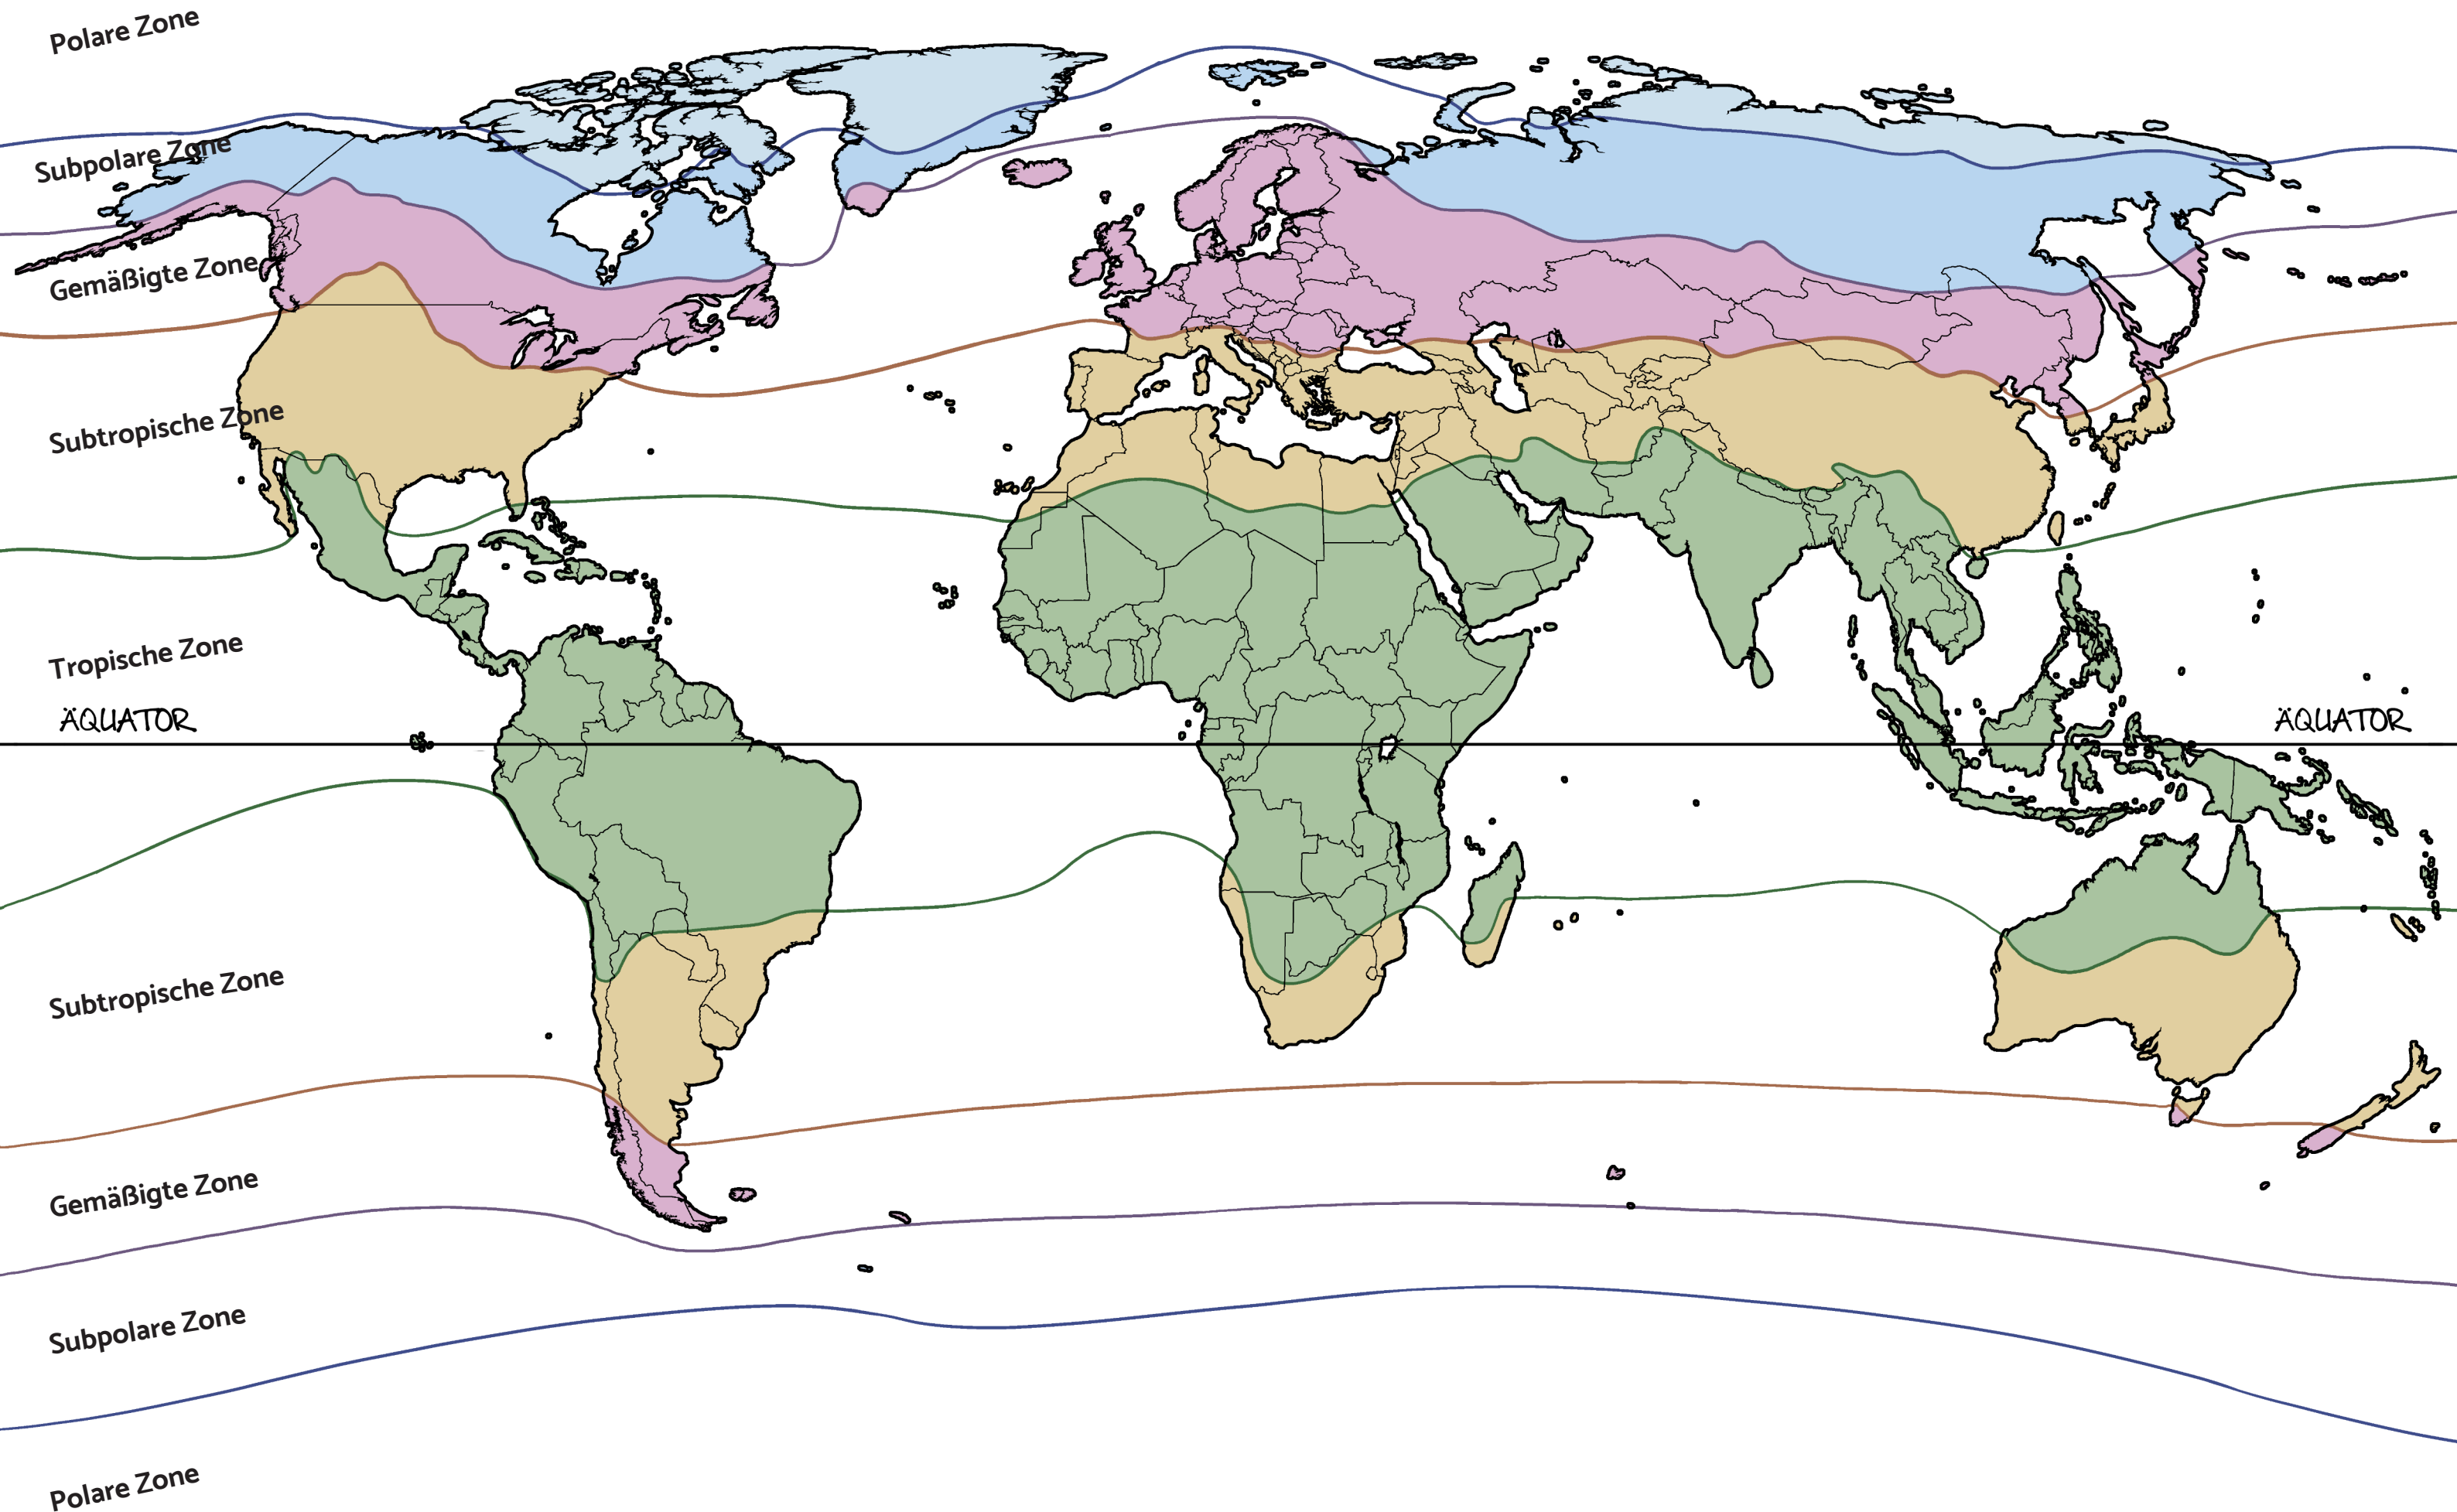 Polare Zone
Subpolare Zone
Gemäßigte Zone
Subtropische Zone
Tropische Zone
ÄQUATOR
ÄQUATOR
Subtropische Zone
Gemäßigte Zone
Subpolare Zone
Polare Zone